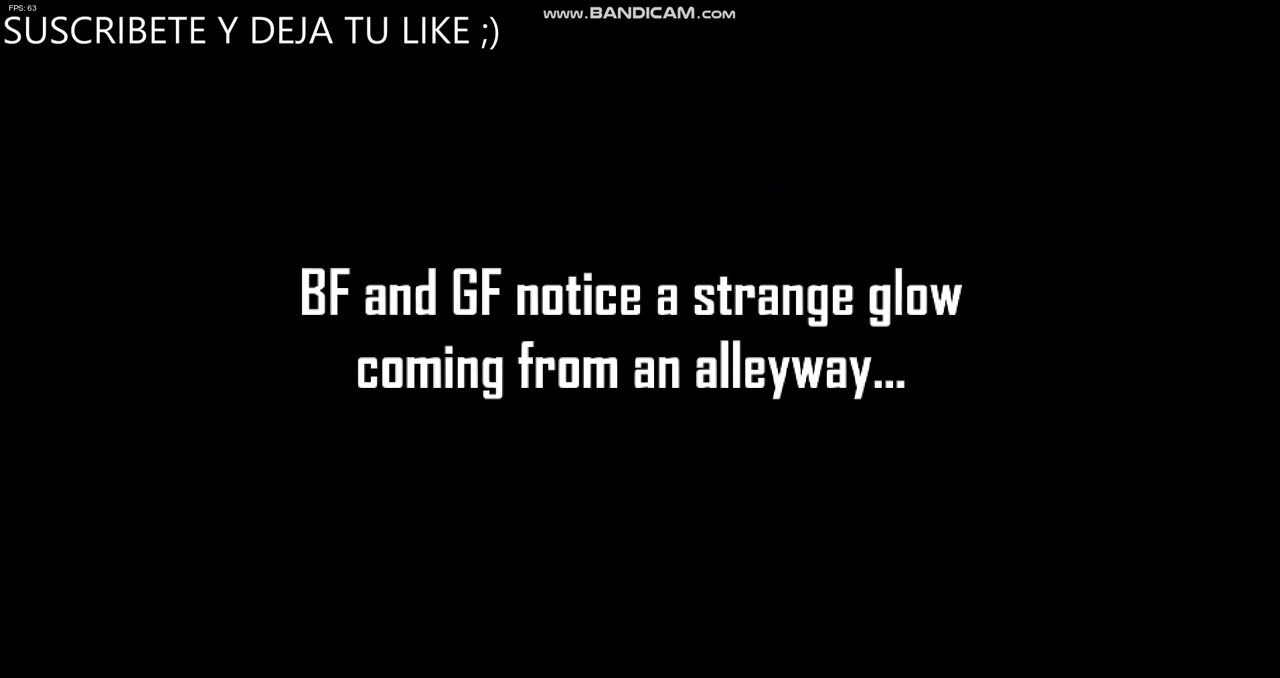 FPS: 63
www.BANDICAM.com
SUSCRIBETE Y DEJA TU LIKE ;)
BF and GF notice a strange glow
coming from an alleyway...